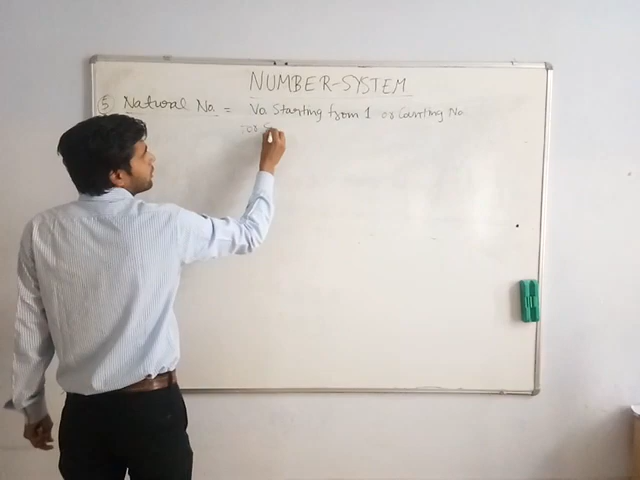 NUMBER-SYSTEM
⑤ Natural No = No Starting from 1 or Counting No